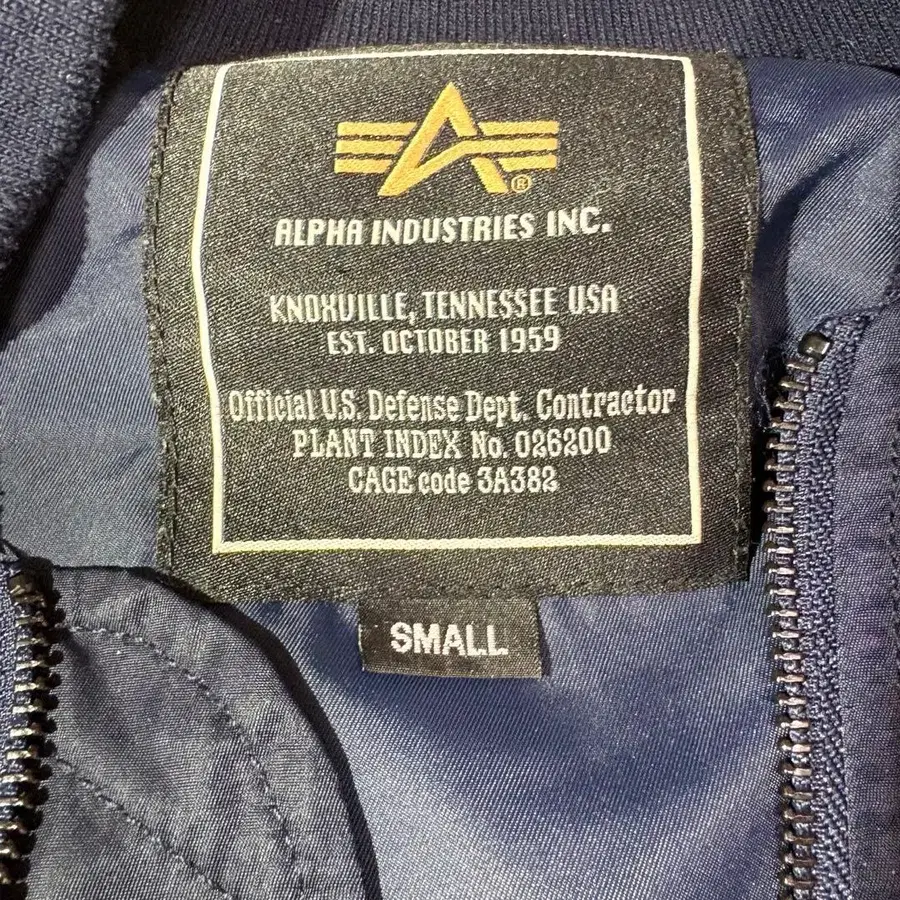 ®
ALPHA INDUSTRIES INC.
KNOXVILLE, TENNESSEE USA
EST. OCTOBER 1959
Official U.S. Defense Dept. Contractor
PLANT INDEX No. 026200
CAGE code 3A382
SMALL